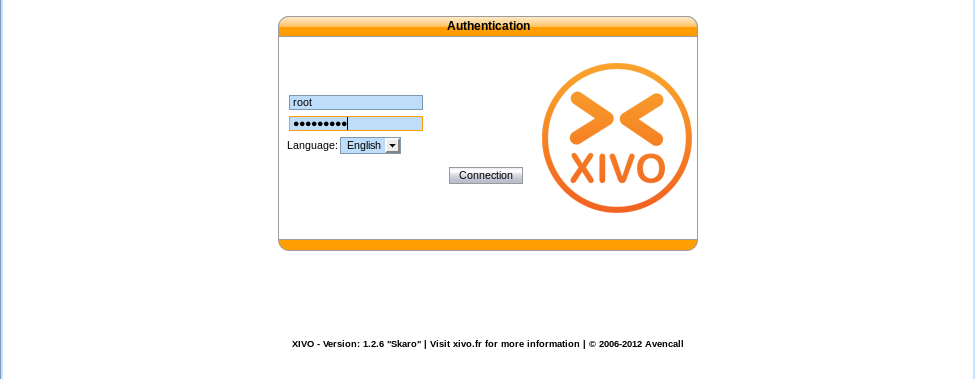 Authentication
root
•••••••••
Language: English
Connection
XIVO
XIVO - Version: 1.2.6 "Skaro" | Visit xivo.fr for more information | © 2006-2012 Avencall